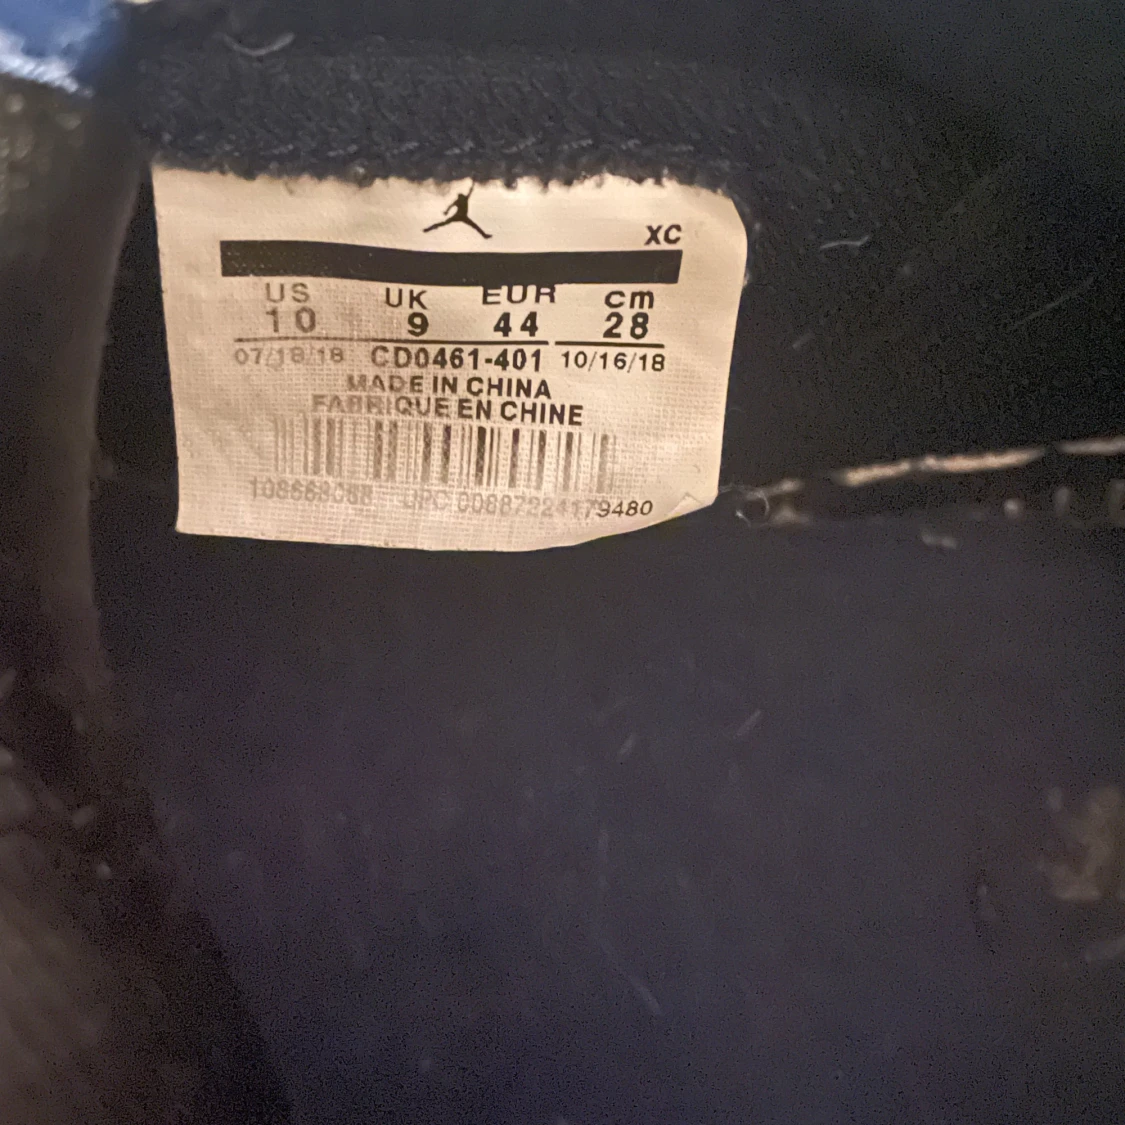 XC
US UK EUR cm
10 9 44 28
07/18/18 CD0461-401 10/16/18
MADE IN CHINA
FABRIQUE EN CHINE
UPC